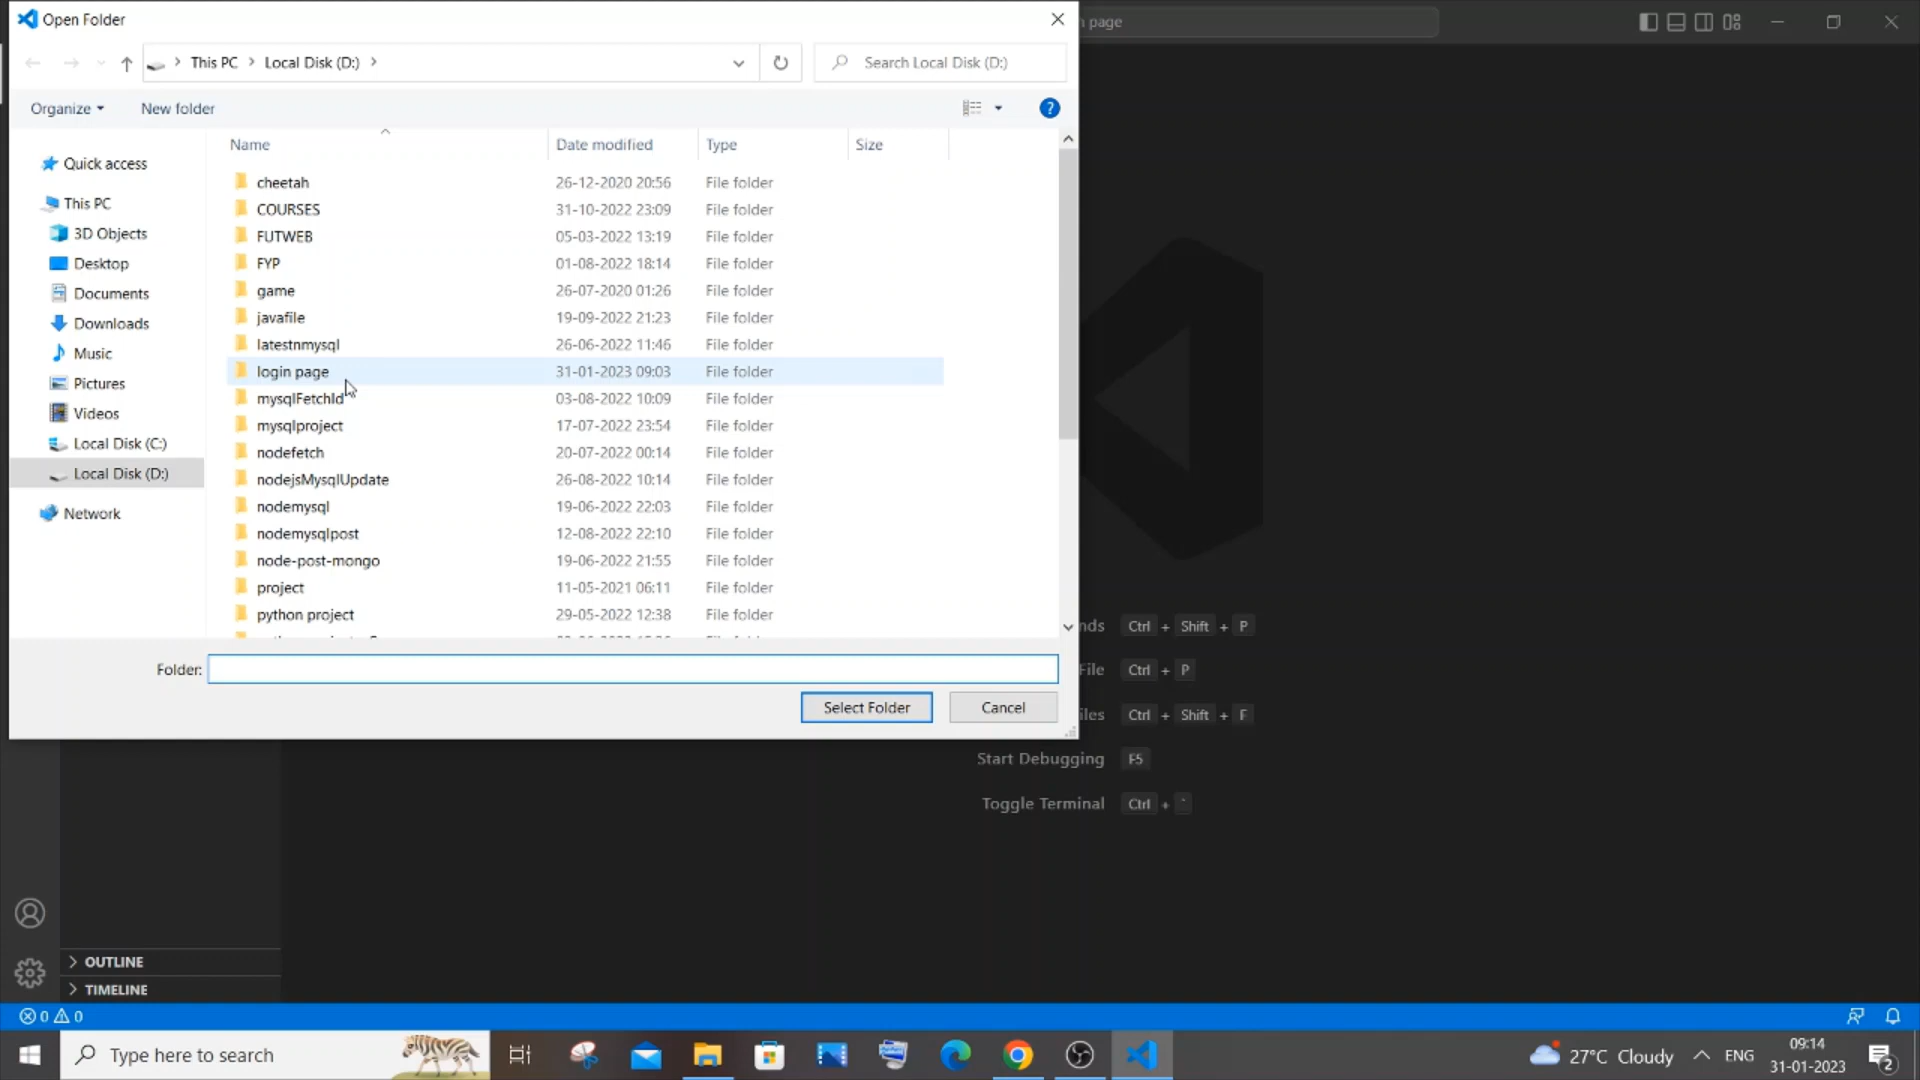 Open Folder
n page
This PC
Local Disk (D:)
Search Local Disk (D:)
Organize
New folder
?
Name
Date modified
Type
Size
Quick access
This PC
3D Objects
Desktop
Documents
Downloads
Music
Pictures
Videos
Local Disk (C:)
Local Disk (D:)
Network
cheetah 26-12-2020 20:56 File folder
COURSES 31-10-2022 23:09 File folder
FUTWEB 05-03-2022 13:19 File folder
FYP 01-08-2022 18:14 File folder
game 26-07-2020 01:26 File folder
javafile 19-09-2022 21:23 File folder
latestnmysql 26-06-2022 11:46 File folder
login page 31-01-2023 09:03 File folder
mysqlFetchId 03-08-2022 10:09 File folder
mysqlproject 17-07-2022 23:54 File folder
nodefetch 20-07-2022 00:14 File folder
nodejsMysqlUpdate 26-08-2022 10:14 File folder
nodemysql 19-06-2022 22:03 File folder
nodemysqlpost 12-08-2022 22:10 File folder
node-post-mongo 19-06-2022 21:55 File folder
project 11-05-2021 06:11 File folder
python project 29-05-2022 12:38 File folder
Folder:
Select Folder
Cancel
nds Ctrl + Shift + P
File Ctrl + P
iles Ctrl + Shift + F
Start Debugging F5
Toggle Terminal Ctrl + `
OUTLINE
TIMELINE
0 0
Type here to search
27°C Cloudy
ENG
09:14
31-01-2023
2